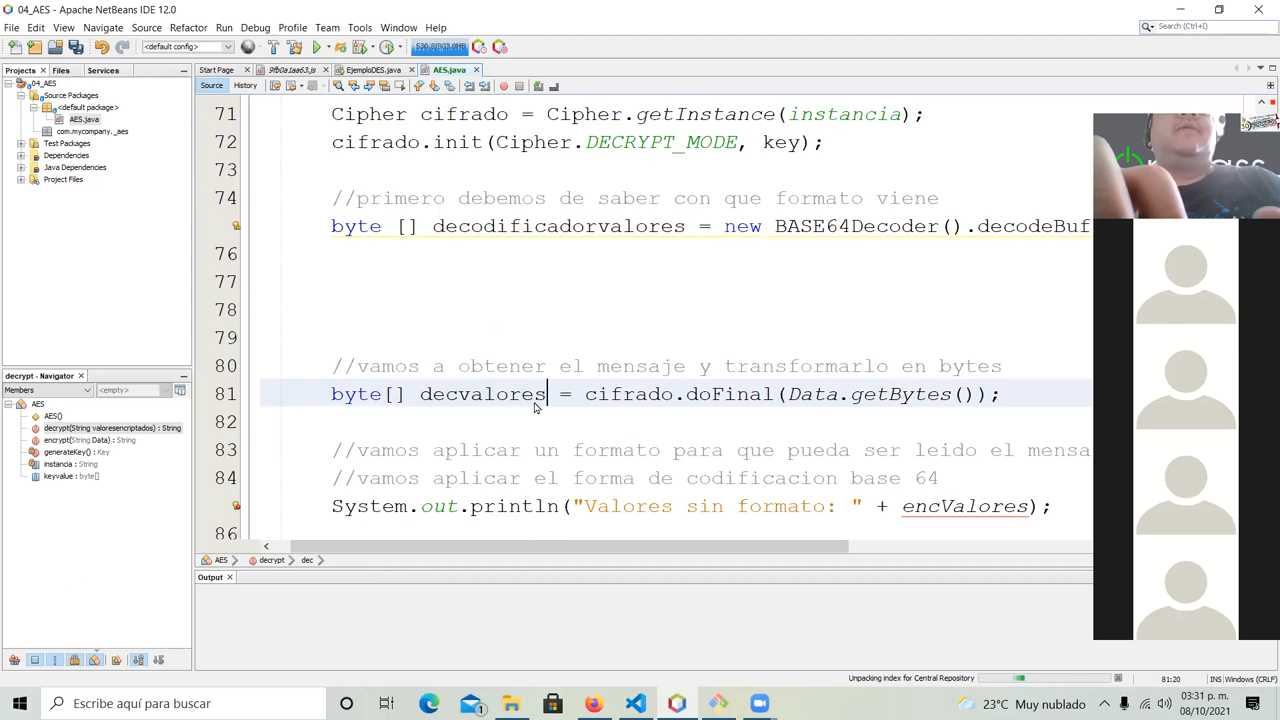 04_AES - Apache NetBeans IDE 12.0
File Edit View Navigate Source Refactor Run Debug Profile Team Tools Window Help
Search (Ctrl+I)
<default config>
530.8/903.0MB
Projects Files Services
Start Page 9fb0a1aa63.js EjemploDES.java AES.java
Source History
04_AES
Source Packages
<default package>
AES.java
com.mycompany._aes
Test Packages
Dependencies
Java Dependencies
Project Files
71 Cipher cifrado = Cipher.getInstance(instancia);
72 cifrado.init(Cipher.DECRYPT_MODE, key);
73
74 //primero debemos de saber con que formato viene
byte [] decodificadorvalores = new BASE64Decoder().decodeBuf
76
77
78
79
80 //vamos a obtener el mensaje y transformarlo en bytes
81 byte[] decvalores = cifrado.doFinal(Data.getBytes());
82
83 //vamos aplicar un formato para que pueda ser leido el mensa
84 //vamos aplicar el forma de codificacion base 64
System.out.println("Valores sin formato: " + encValores);
86
decrypt - Navigator
Members <empty>
AES
AES()
decrypt(String valoresencriptados) : String
encrypt(String Data) : String
generateKey() : Key
instancia : String
keyvalue : byte[]
AES decrypt dec
Output
Unpacking index for Central Repository
81:20 INS Windows (CRLF)
Escribe aquí para buscar
1
23°C Muy nublado
03:31 p. m.
08/10/2021